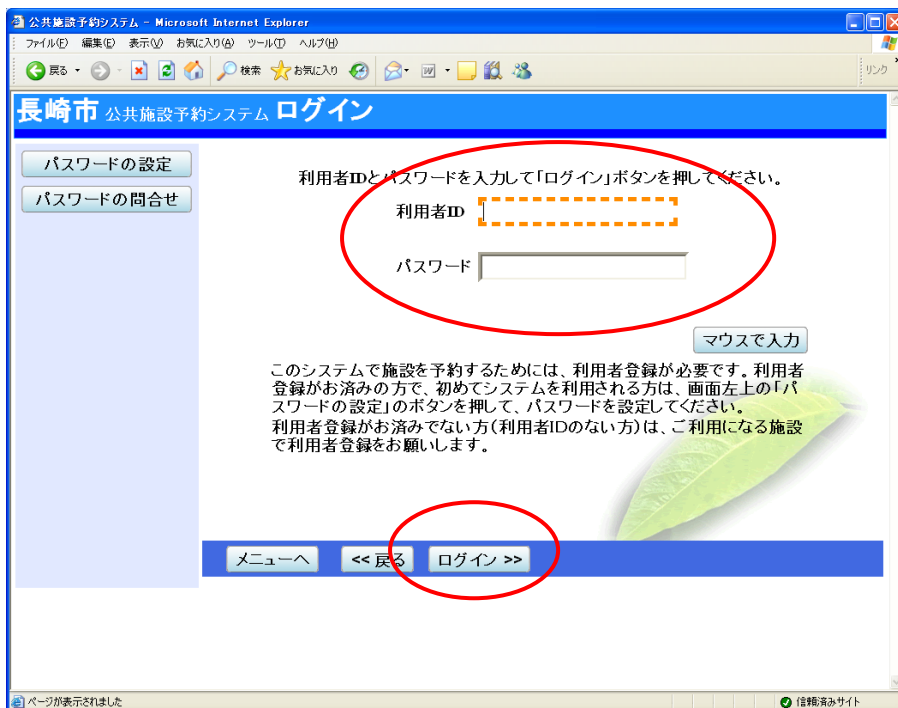 公共施設予約システム - Microsoft Internet Explorer
ファイル(F) 編集(E) 表示(V) お気に入り(A) ツール(T) ヘルプ(H)
戻る 検索 お気に入り リンク
長崎市 公共施設予約システム ログイン
パスワードの設定
パスワードの問合せ
利用者IDとパスワードを入力して「ログイン」ボタンを押してください。
利用者ID
パスワード
マウスで入力
このシステムで施設を予約するためには、利用者登録が必要です。利用者
登録がお済みの方で、初めてシステムを利用される方は、画面左上の「パ
スワードの設定」のボタンを押して、パスワードを設定してください。
利用者登録がお済みでない方(利用者IDのない方)は、ご利用になる施設
で利用者登録をお願いします。
メニューへ << 戻る ログイン >>
ページが表示されました 信頼済みサイト